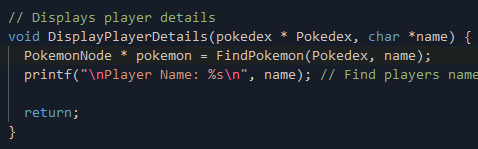 // Displays player details
void DisplayPlayerDetails(pokedex * Pokedex, char *name) {
  PokemonNode * pokemon = FindPokemon(Pokedex, name);
  printf("\nPlayer Name: %s\n", name); // Find players name

  return;
}